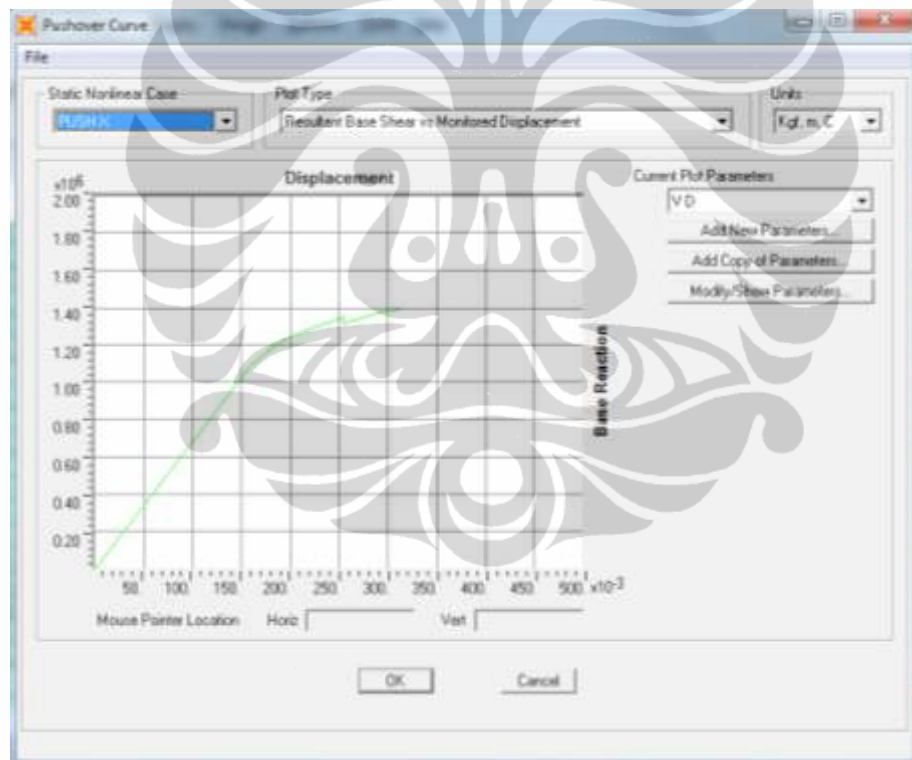 Pushover Curve
File
Static Nonlinear Case
PUSH X
Plot Type
Resultant Base Shear vs Monitored Displacement
Units
Kgf, m, C
x10 6
Displacement
2.00
1.80
1.60
1.40
1.20
1.00
0.80
0.60
0.40
0.20
Base Reaction
50. 100. 150. 200. 250. 300. 350. 400. 450. 500. x10 -3
Current Plot Parameters
V D
Add New Parameters...
Add Copy of Parameters...
Modify/Show Parameters...
Mouse Pointer Location Horiz Vert
OK Cancel